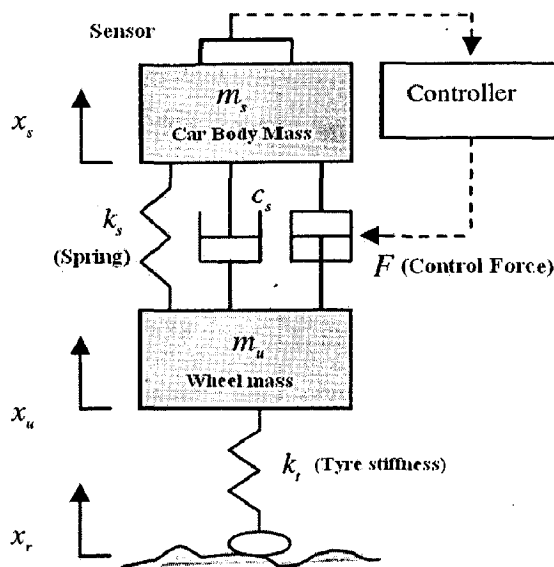 Sensor
m_s
Car Body Mass
Controller
x_s
k_s
(Spring)
c_s
F (Control Force)
m_u
Wheel mass
x_u
k_t (Tyre stiffness)
x_r